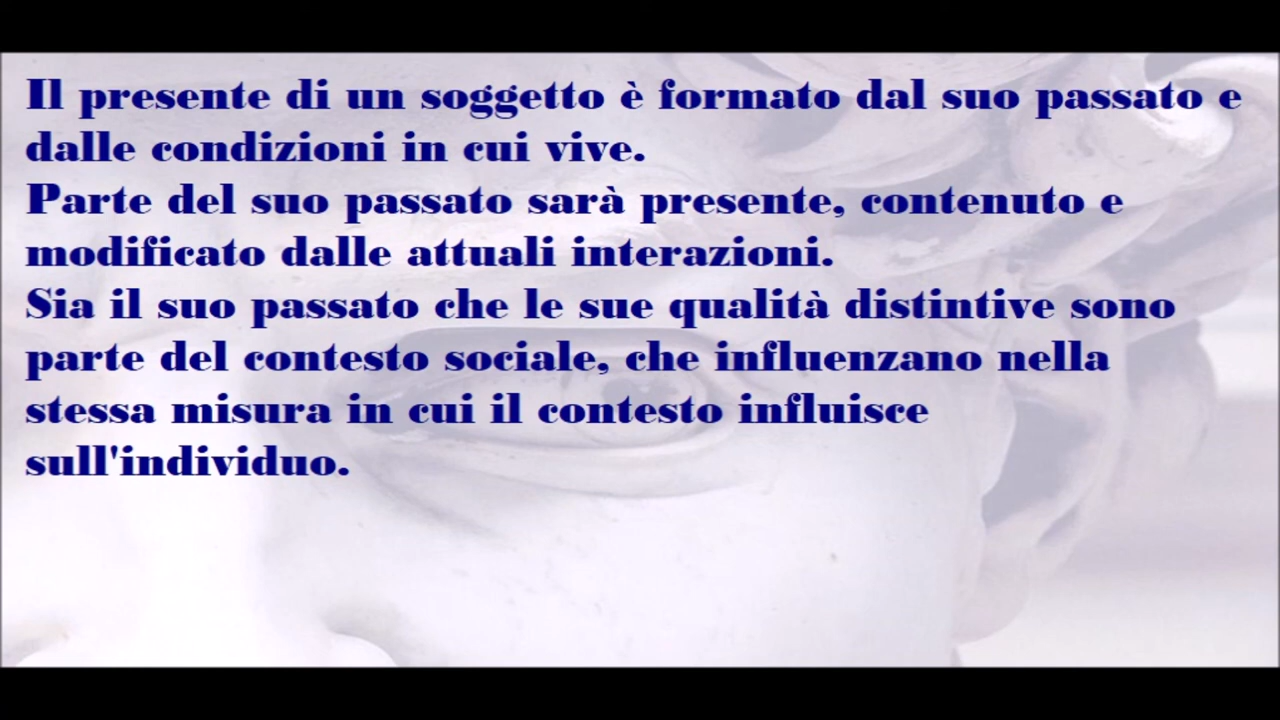 Il presente di un soggetto è formato dal suo passato e
dalle condizioni in cui vive.
Parte del suo passato sarà presente, contenuto e
modificato dalle attuali interazioni.
Sia il suo passato che le sue qualità distintive sono
parte del contesto sociale, che influenzano nella
stessa misura in cui il contesto influisce
sull'individuo.